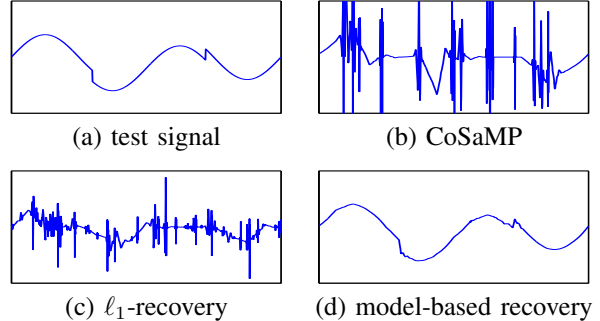 (a) test signal
(b) CoSaMP
(c) ℓ₁-recovery
(d) model-based recovery